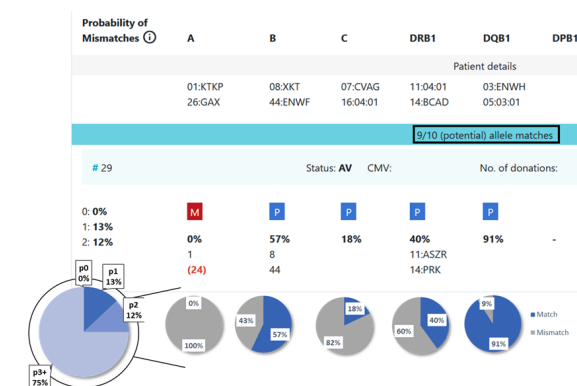 Probability of
Mismatches ⓘ A B C DRB1 DQB1 DPB1
Patient details
01:KTKP 08:XKT 07:CVAG 11:04:01 03:ENWH
26:GAX 44:ENWF 16:04:01 14:BCAD 05:03:01
9/10 (potential) allele matches
# 29 Status: AV CMV: No. of donations:
0: 0% M P P P P
1: 13%
2: 12% 0% 57% 18% 40% 91% -
1 8 11:ASZR
(24) 44 14:PRK
p0
0%
p1
13%
p2
12%
p3+
75%
0%
100%
43%
57%
18%
82%
40%
60%
9%
91%
Match
Mismatch